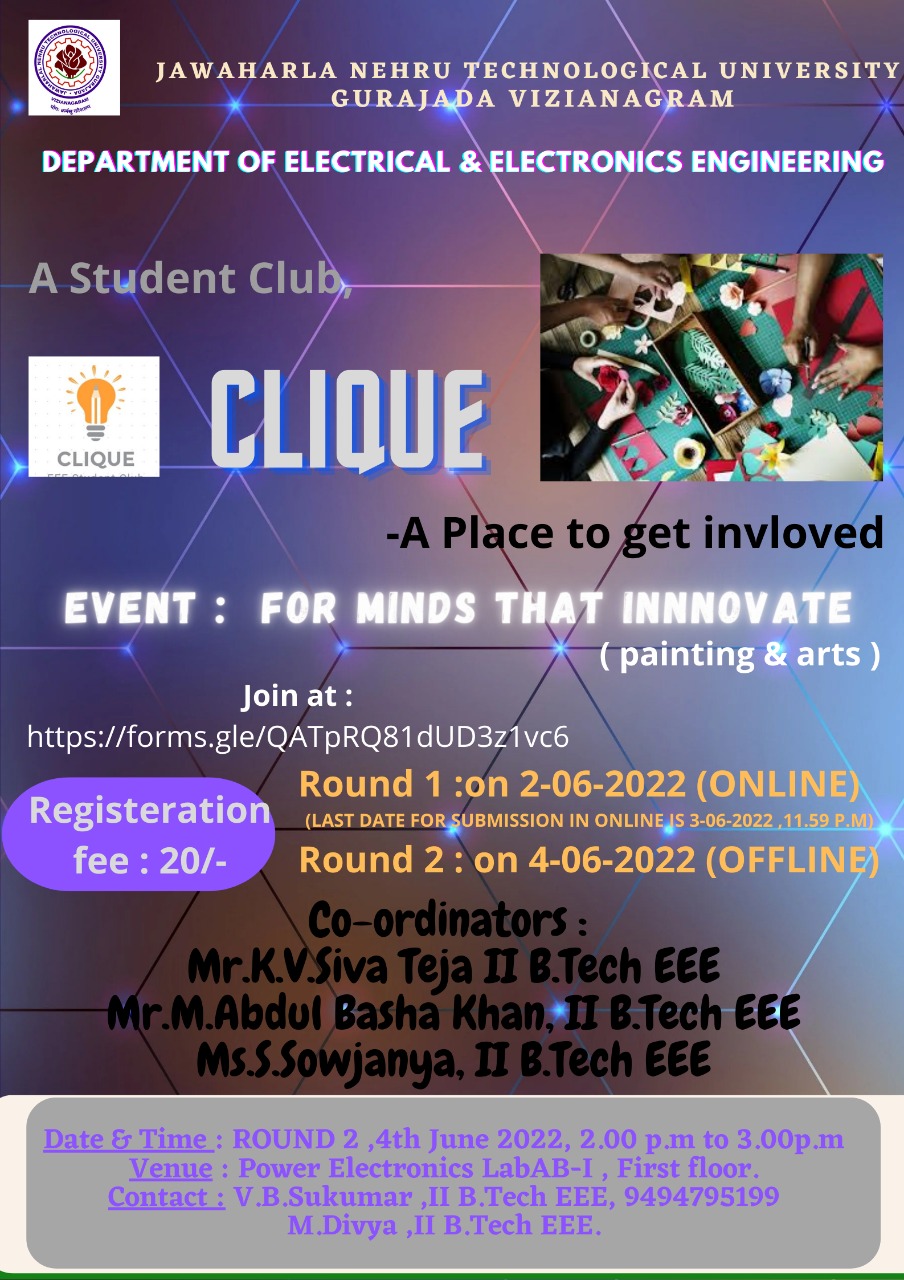 JAWAHARLA NEHRU TECHNOLOGICAL UNIVERSITY
GURAJADA VIZIANAGRAM
VIZIANAGARAM
DEPARTMENT OF ELECTRICAL & ELECTRONICS ENGINEERING
A Student Club,
CLIQUE
EEE Student Club
CLIQUE
-A Place to get invloved
EVENT : FOR MINDS THAT INNNOVATE
( painting & arts )
Join at :
https://forms.gle/QATpRQ81dUD3z1vc6
Registeration
fee : 20/-
Round 1 :on 2-06-2022 (ONLINE)
(LAST DATE FOR SUBMISSION IN ONLINE IS 3-06-2022 ,11.59 P.M)
Round 2 : on 4-06-2022 (OFFLINE)
Co-ordinators :
Mr.K.V.Siva Teja II B.Tech EEE
Mr.M.Abdul Basha Khan, II B.Tech EEE
Ms.S.Sowjanya, II B.Tech EEE
Date & Time : ROUND 2 ,4th June 2022, 2.00 p.m to 3.00p.m
Venue : Power Electronics LabAB-I , First floor.
Contact : V.B.Sukumar ,II B.Tech EEE, 9494795199
M.Divya ,II B.Tech EEE.